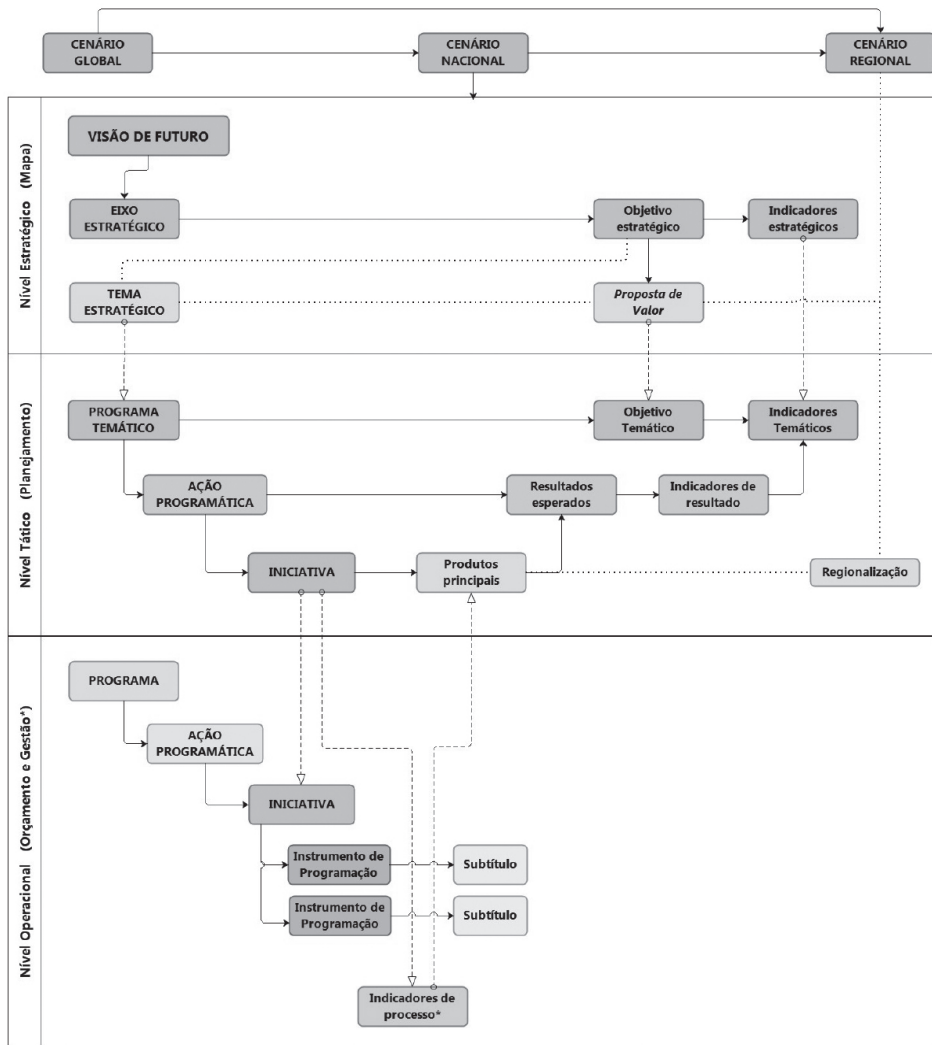 CENÁRIO
GLOBAL
CENÁRIO
NACIONAL
CENÁRIO
REGIONAL
Nível Estratégico (Mapa)
VISÃO DE FUTURO
EIXO
ESTRATÉGICO
Objetivo
estratégico
Indicadores
estratégicos
TEMA
ESTRATÉGICO
Proposta de
Valor
Nível Tático (Planejamento)
PROGRAMA
TEMÁTICO
Objetivo
Temático
Indicadores
Temáticos
AÇÃO
PROGRAMÁTICA
Resultados
esperados
Indicadores de
resultado
INICIATIVA
Produtos
principais
Regionalização
Nível Operacional (Orçamento e Gestão*)
PROGRAMA
AÇÃO
PROGRAMÁTICA
INICIATIVA
Instrumento de
Programação
Subtítulo
Instrumento de
Programação
Subtítulo
Indicadores de
processo*